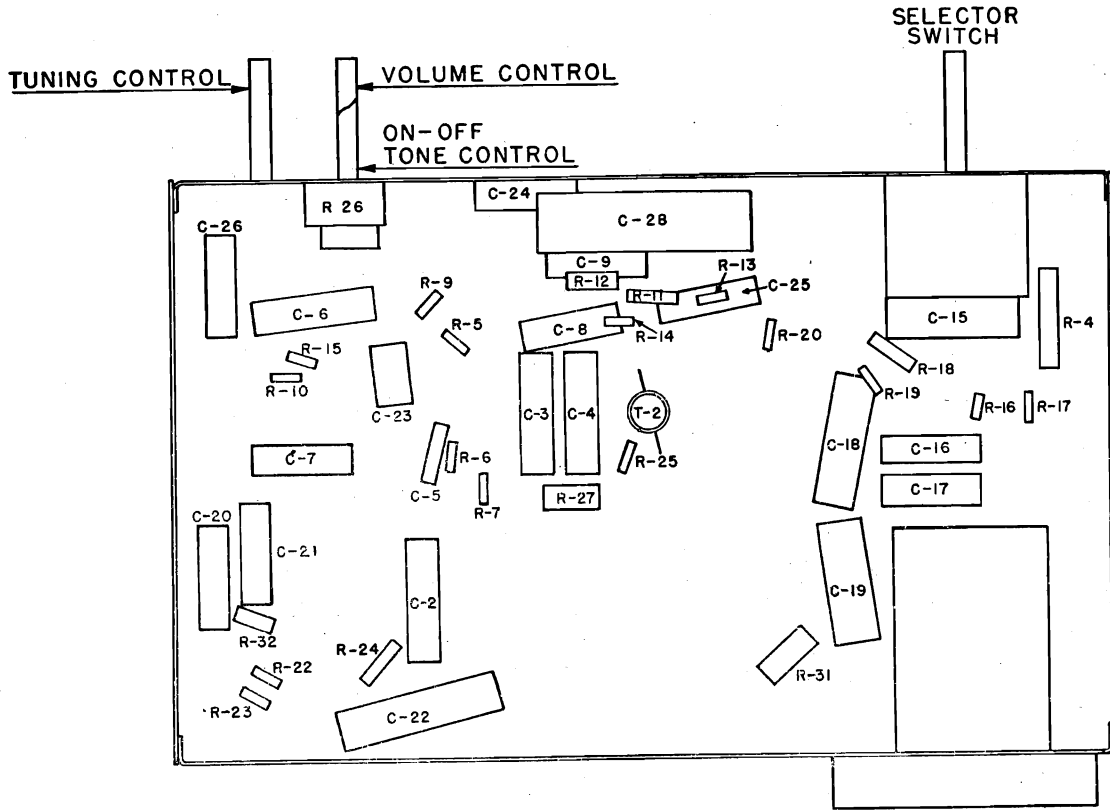 SELECTOR
SWITCH
TUNING CONTROL
VOLUME CONTROL
ON-OFF
TONE CONTROL
C-24
R 26
C-28
C-26
C-9
R-13
R-12
R-9
R-11
C-25
C-6
C-15
R-4
R-5
C-8
R-14
R-20
R-18
R-15
R-10
R-19
C-23
C-3
C-4
T-2
R-16
R-17
C-18
C-16
C-7
R-6
R-25
C-17
C-5
R-27
R-7
C-20
C-21
C-2
C-19
R-32
R-24
R-22
R-31
R-23
C-22